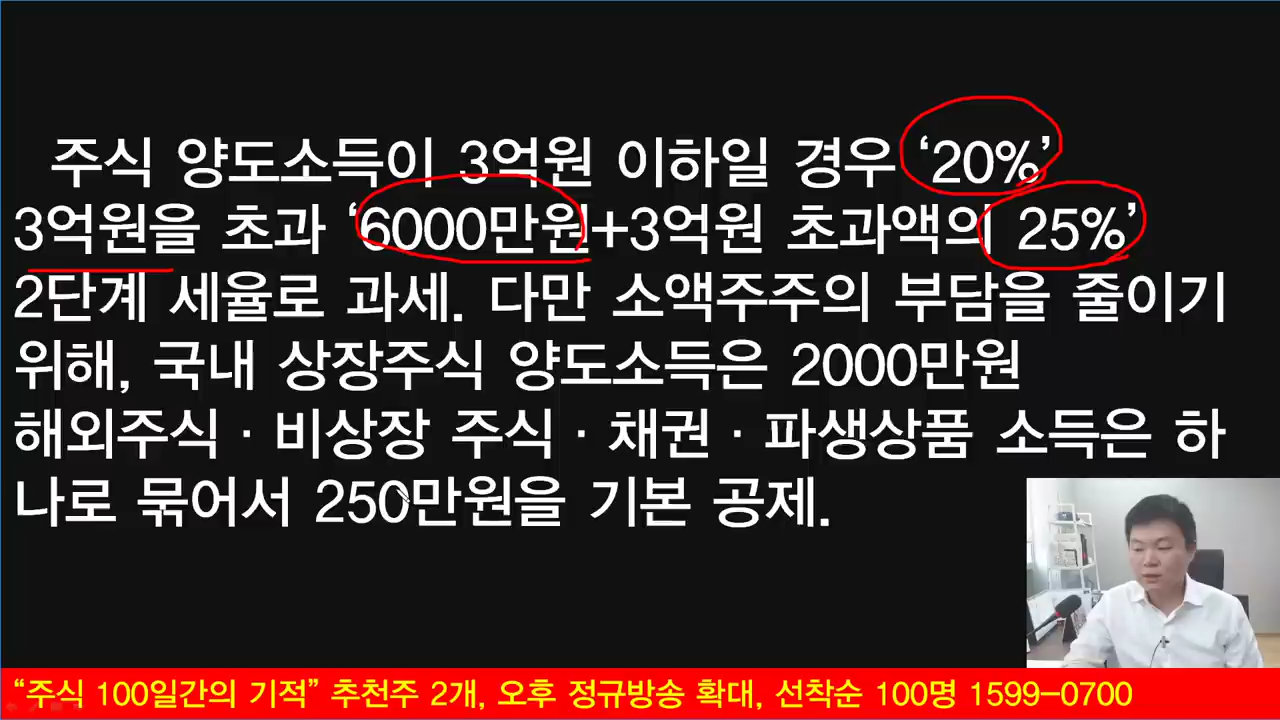 주식 양도소득이 3억원 이하일 경우 ‘20%’
3억원을 초과 ‘6000만원+3억원 초과액의 25%’
2단계 세율로 과세. 다만 소액주주의 부담을 줄이기
위해, 국내 상장주식 양도소득은 2000만원
해외주식·비상장 주식·채권·파생상품 소득은 하
나로 묶어서 250만원을 기본 공제.
“주식 100일간의 기적” 추천주 2개, 오후 정규방송 확대, 선착순 100명 1599-0700